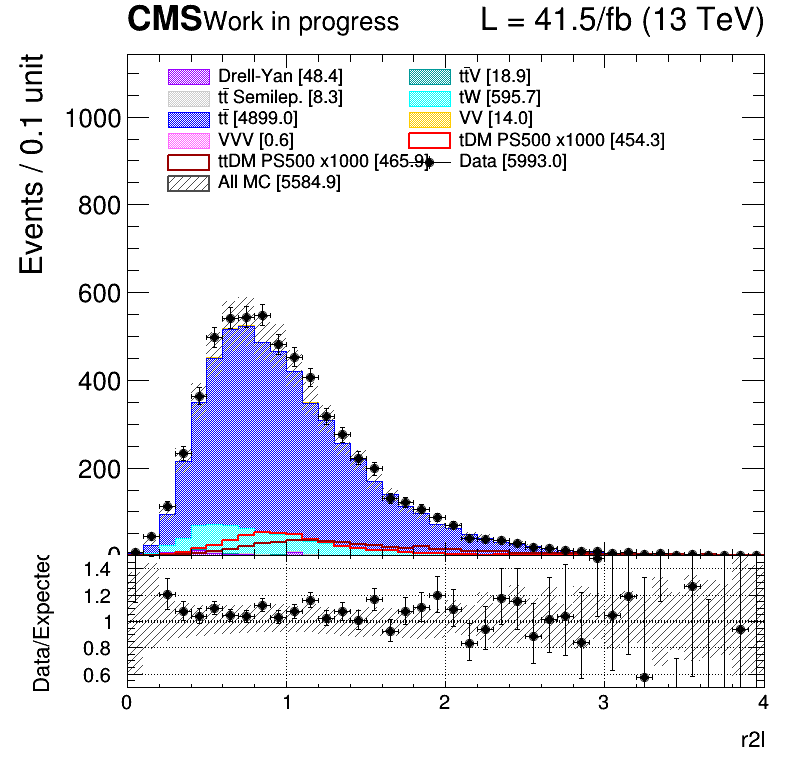 CMS Work in progress L = 41.5/fb (13 TeV)
Events / 0.1 unit
Drell-Yan [48.4] tt̄V [18.9]
tt̄ Semilep. [8.3] tW [595.7]
tt̄ [4899.0] VV [14.0]
VVV [0.6] tDM PS500 x1000 [454.3]
ttDM PS500 x1000 [465.9] Data [5993.0]
All MC [5584.9]
1000
800
600
400
200
0
Data/Expected
1.4
1.2
1
0.8
0.6
0 1 2 3 4
r2l